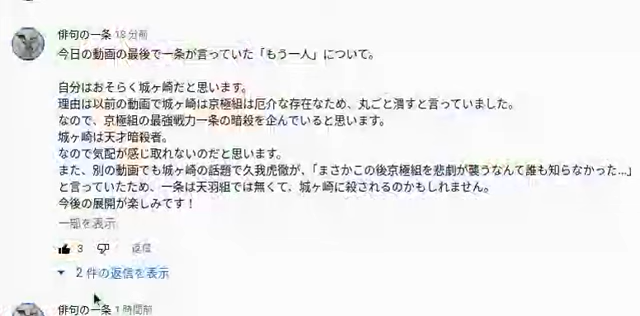 俳句の一条 18 分前
今日の動画の最後で一条が言っていた「もう一人」について。
自分はおそらく城ヶ崎だと思います。
理由は以前の動画で城ヶ崎は京極組は厄介な存在なため、丸ごと潰すと言っていました。
なので、京極組の最強戦力一条の暗殺を企んでいると思います。
城ヶ崎は天才暗殺者。
なので気配が感じ取れないのだと思います。
また、別の動画でも城ヶ崎の話題で久我虎徹が、「まさかこの後京極組を悲劇が襲うなんて誰も知らなかった...」
と言っていたため、一条は天羽組では無くて、城ヶ崎に殺されるのかもしれません。
今後の展開が楽しみです！
一部を表示
3 返信
2 件の返信を表示
俳句の一条 1 時間前